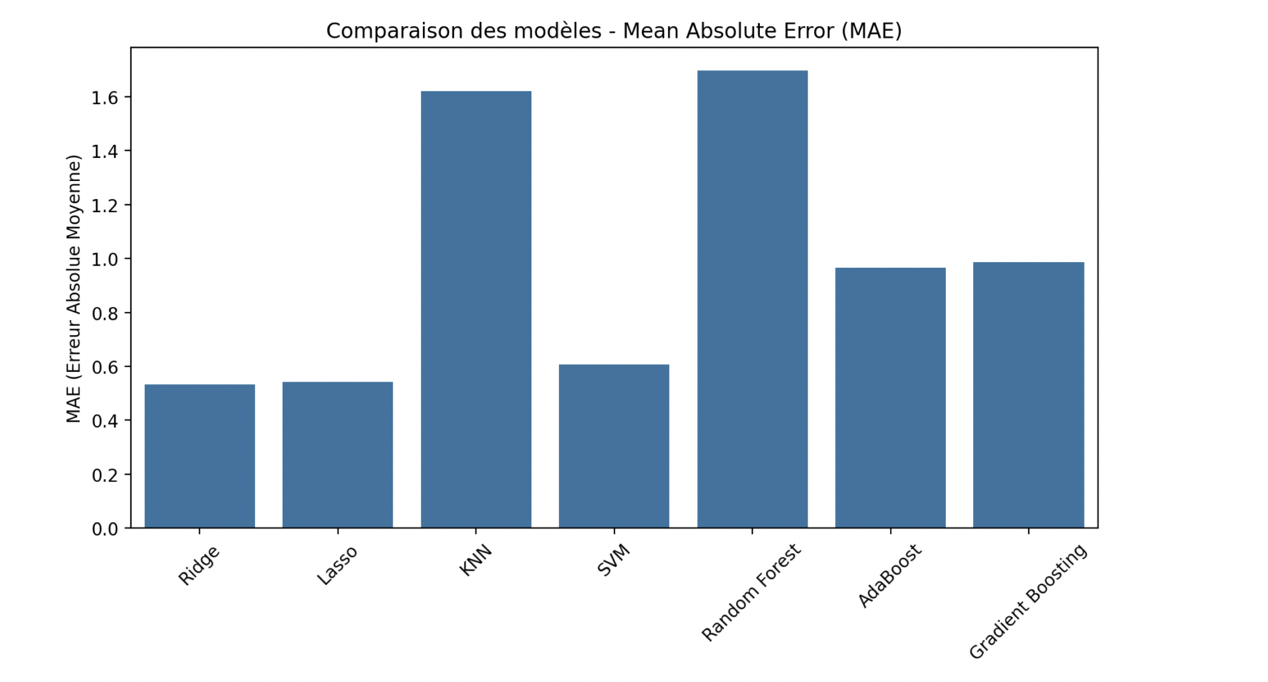 Comparaison des modèles - Mean Absolute Error (MAE)
MAE (Erreur Absolue Moyenne)
1.6
1.4
1.2
1.0
0.8
0.6
0.4
0.2
0.0
Ridge
Lasso
KNN
SVM
Random Forest
AdaBoost
Gradient Boosting